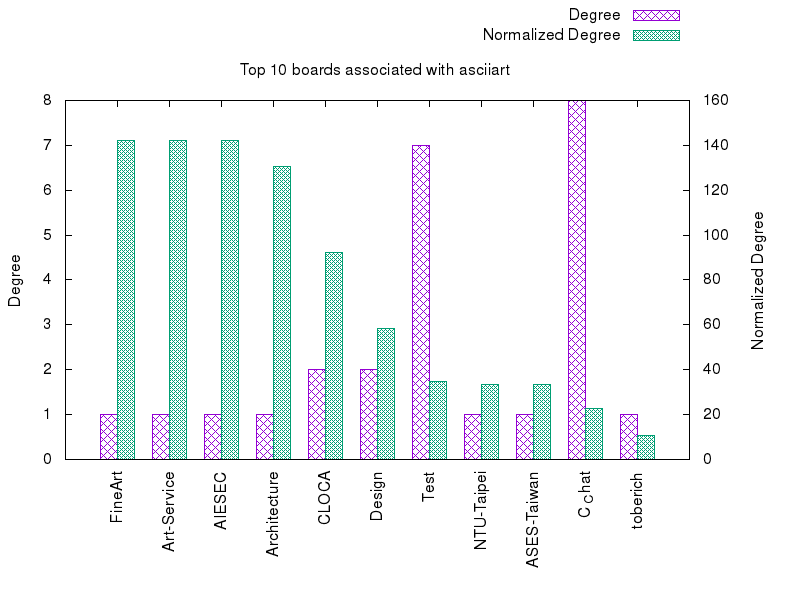 Degree
Normalized Degree
Top 10 boards associated with asciiart
8
7
6
5
4
3
2
1
0
160
140
120
100
80
60
40
20
0
Degree
Normalized Degree
FineArt
Art-Service
AIESEC
Architecture
CLOCA
Design
Test
NTU-Taipei
ASES-Taiwan
C Chat
toberich